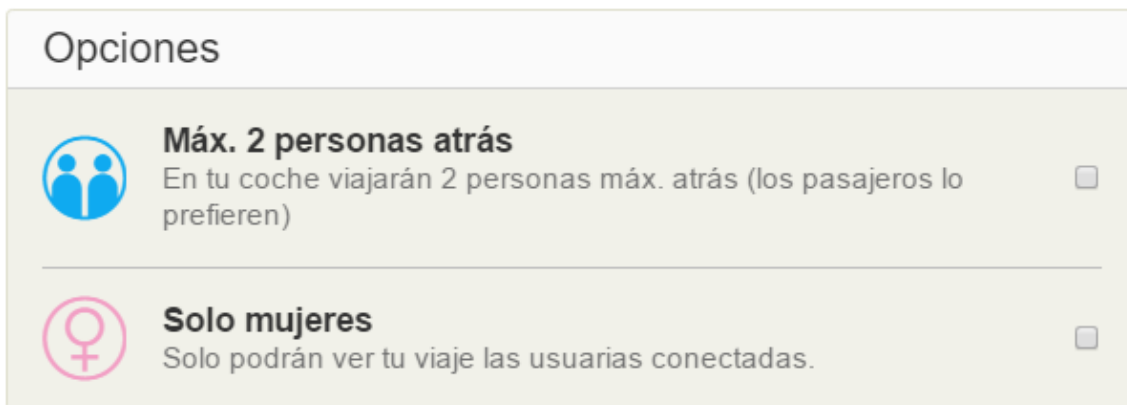 Opciones
Máx. 2 personas atrás
En tu coche viajarán 2 personas máx. atrás (los pasajeros lo
prefieren)
Solo mujeres
Solo podrán ver tu viaje las usuarias conectadas.